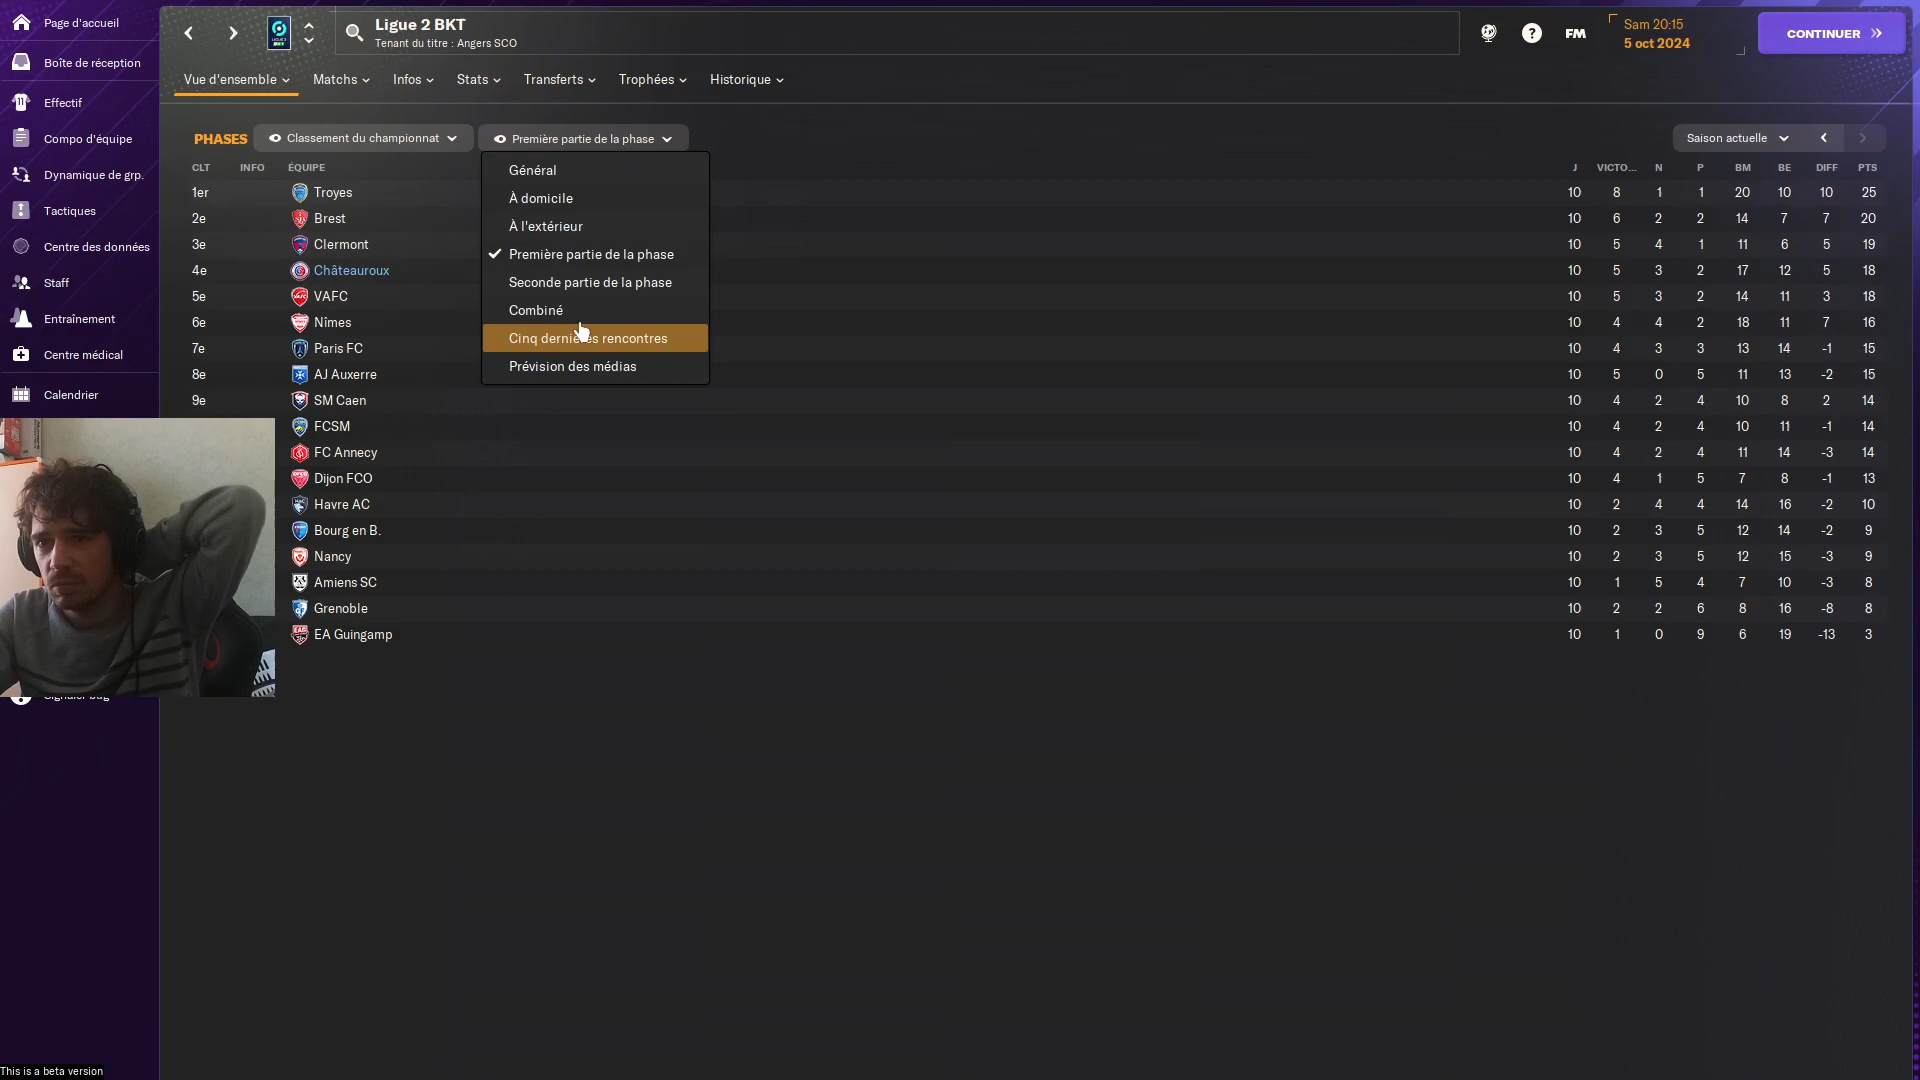 Page d'accueil
Boîte de réception
Effectif
Compo d'équipe
Dynamique de grp.
Tactiques
Centre des données
Staff
Entraînement
Centre médical
Calendrier
Ligue 2 BKT
Tenant du titre : Angers SCO
FM
Sam 20:15
5 oct 2024
CONTINUER
Vue d'ensemble Matchs Infos Stats Transferts Trophées Historique
PHASES Classement du championnat Première partie de la phase Saison actuelle
Général
À domicile
À l'extérieur
Première partie de la phase
Seconde partie de la phase
Combiné
Cinq dernières rencontres
Prévision des médias
CLT INFO ÉQUIPE J VICTO... N P BM BE DIFF PTS
1er Troyes 10 8 1 1 20 10 10 25
2e Brest 10 6 2 2 14 7 7 20
3e Clermont 10 5 4 1 11 6 5 19
4e Châteauroux 10 5 3 2 17 12 5 18
5e VAFC 10 5 3 2 14 11 3 18
6e Nîmes 10 4 4 2 18 11 7 16
7e Paris FC 10 4 3 3 13 14 -1 15
8e AJ Auxerre 10 5 0 5 11 13 -2 15
9e SM Caen 10 4 2 4 10 8 2 14
FCSM 10 4 2 4 10 11 -1 14
FC Annecy 10 4 2 4 11 14 -3 14
Dijon FCO 10 4 1 5 7 8 -1 13
Havre AC 10 2 4 4 14 16 -2 10
Bourg en B. 10 2 3 5 12 14 -2 9
Nancy 10 2 3 5 12 15 -3 9
Amiens SC 10 1 5 4 7 10 -3 8
Grenoble 10 2 2 6 8 16 -8 8
EA Guingamp 10 1 0 9 6 19 -13 3
This is a beta version